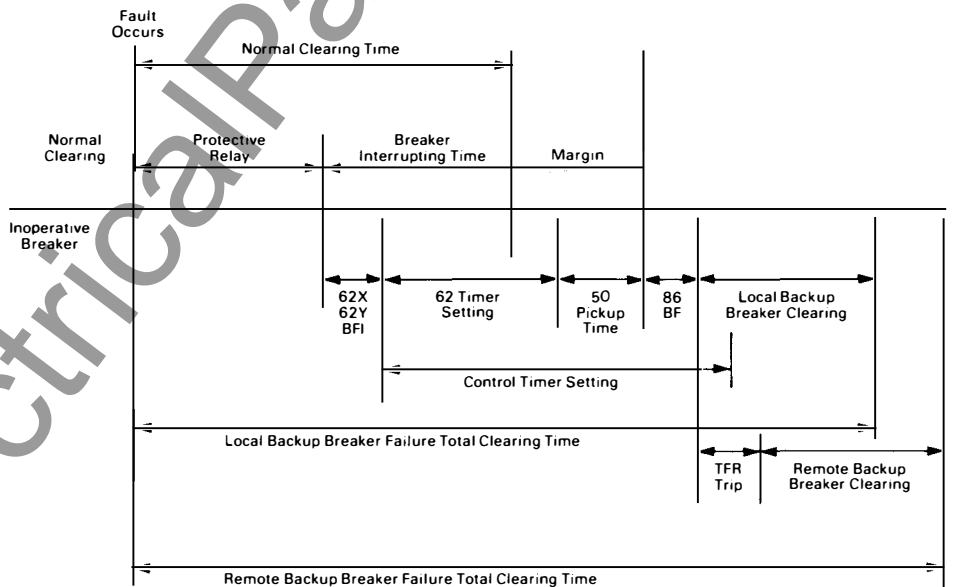 Fault
Occurs
Normal Clearing Time
Normal
Clearing
Protective
Relay
Breaker
Interrupting Time
Margin
Inoperative
Breaker
62X
62Y
BFI
62 Timer
Setting
50
Pickup
Time
86
BF
Local Backup
Breaker Clearing
Control Timer Setting
Local Backup Breaker Failure Total Clearing Time
TFR
Trip
Remote Backup
Breaker Clearing
Remote Backup Breaker Failure Total Clearing Time
ctricalPa